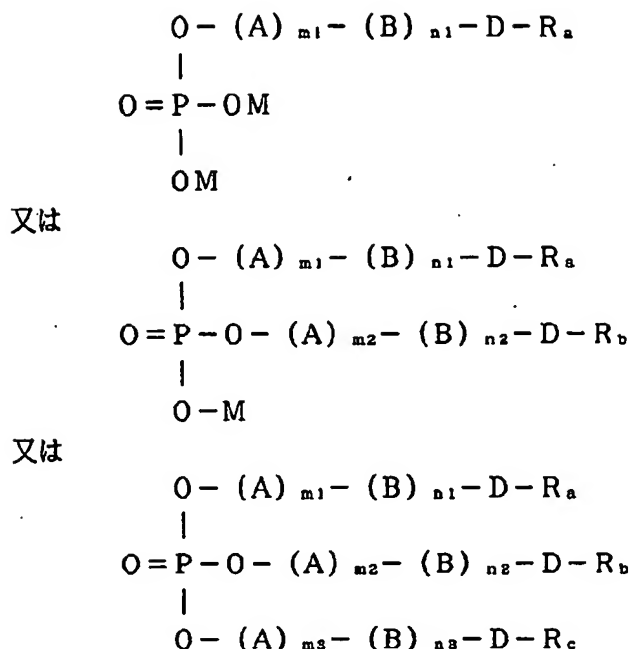 O－(A) m1－(B) n1－D－Ra
|
O＝P－OM
|
OM
又は
O－(A) m1－(B) n1－D－Ra
|
O＝P－O－(A) m2－(B) n2－D－Rb
|
O－M
又は
O－(A) m1－(B) n1－D－Ra
|
O＝P－O－(A) m2－(B) n2－D－Rb
|
O－(A) m3－(B) n3－D－Rc